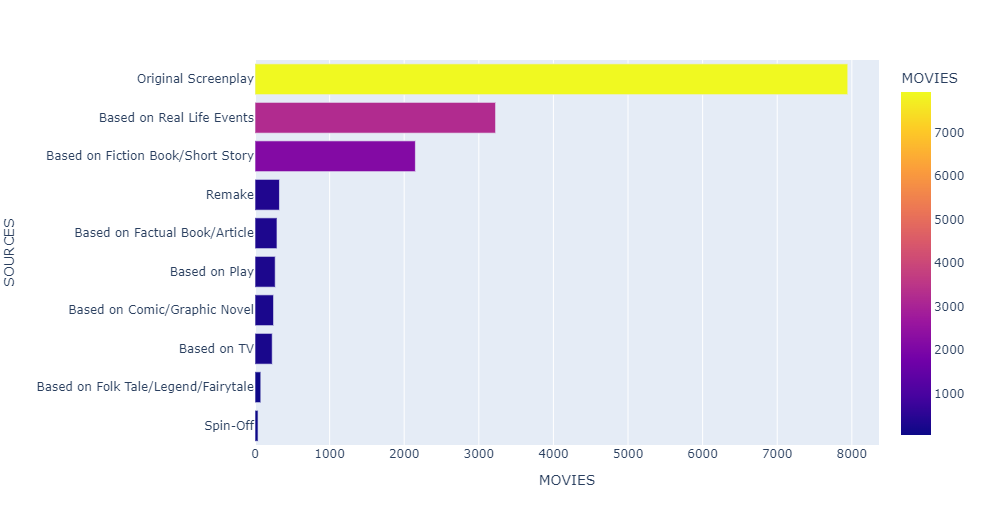 MOVIES
Original Screenplay
Based on Real Life Events
Based on Fiction Book/Short Story
Remake
Based on Factual Book/Article
Based on Play
Based on Comic/Graphic Novel
Based on TV
Based on Folk Tale/Legend/Fairytale
Spin-Off
SOURCES
0 1000 2000 3000 4000 5000 6000 7000 8000
MOVIES
7000
6000
5000
4000
3000
2000
1000